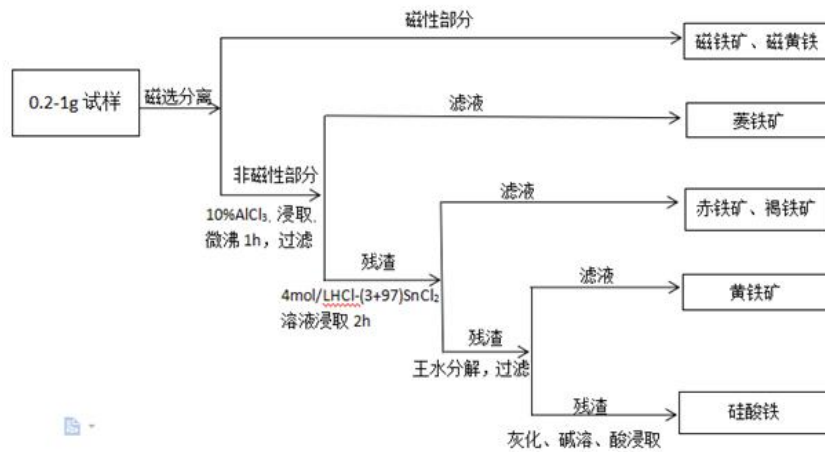 磁性部分
磁铁矿、磁黄铁
0.2-1g 试样
磁选分离
滤液
菱铁矿
非磁性部分
10%AlCl₃, 浸取,
微沸 1h，过滤
滤液
赤铁矿、褐铁矿
残渣
4mol/LHCl-(3+97)SnCl₂
溶液浸取 2h
滤液
黄铁矿
残渣
王水分解，过滤
残渣
硅酸铁
灰化、碱溶、酸浸取